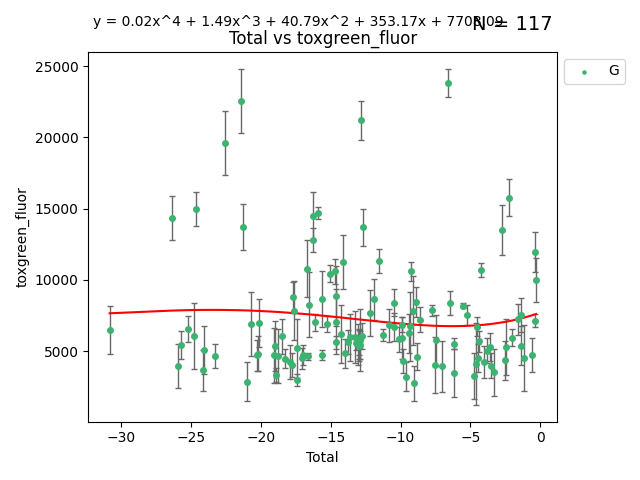 y = 0.02x^4 + 1.49x^3 + 40.79x^2 + 353.17x +
N = 117
Total vs toxgreen_fluor
G
25000
20000
15000
10000
5000
toxgreen_fluor
−30 −25 −20 −15 −10 −5 0
Total